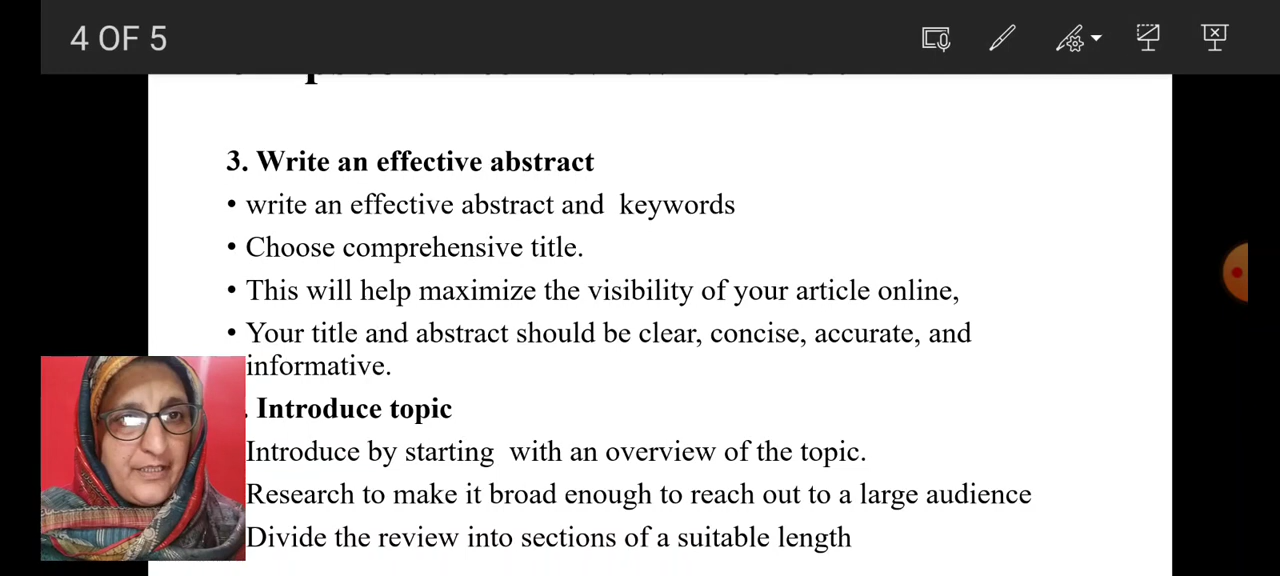 4 OF 5
3. Write an effective abstract
• write an effective abstract and keywords
• Choose comprehensive title.
• This will help maximize the visibility of your article online,
• Your title and abstract should be clear, concise, accurate, and
informative.
. Introduce topic
Introduce by starting with an overview of the topic.
Research to make it broad enough to reach out to a large audience
Divide the review into sections of a suitable length